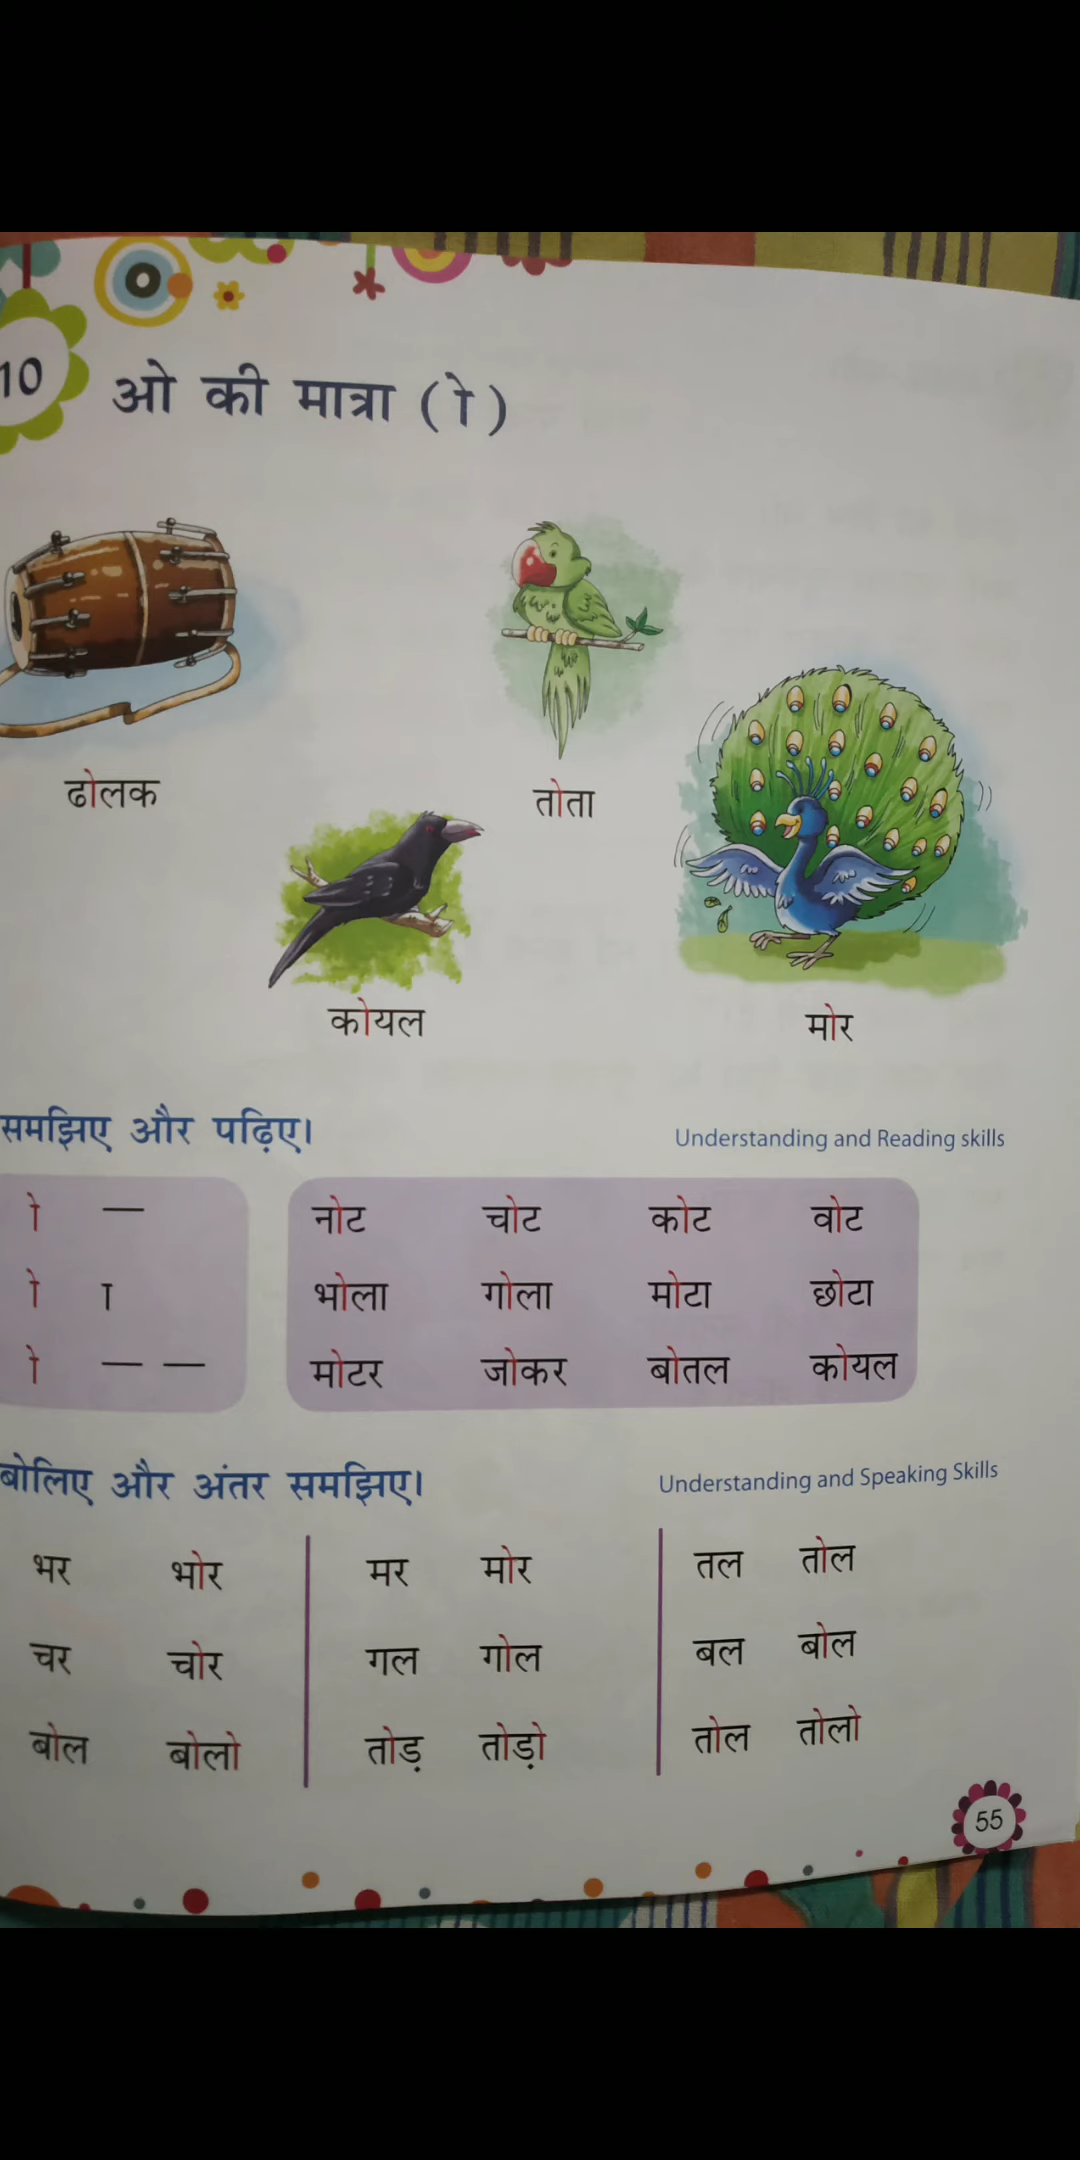 10
ओ की मात्रा ( ो )
ढोलक
तोता
कोयल
मोर
समझिए और पढ़िए।
Understanding and Reading skills
ो —
नोट चोट कोट वोट
ो ा
भोला गोला मोटा छोटा
ो — —
मोटर जोकर बोतल कोयल
बोलिए और अंतर समझिए।
Understanding and Speaking Skills
भर भोर मर मोर तल तोल
चर चोर गल गोल बल बोल
बोल बोलो तोड़ तोड़ो तोल तोलो
55